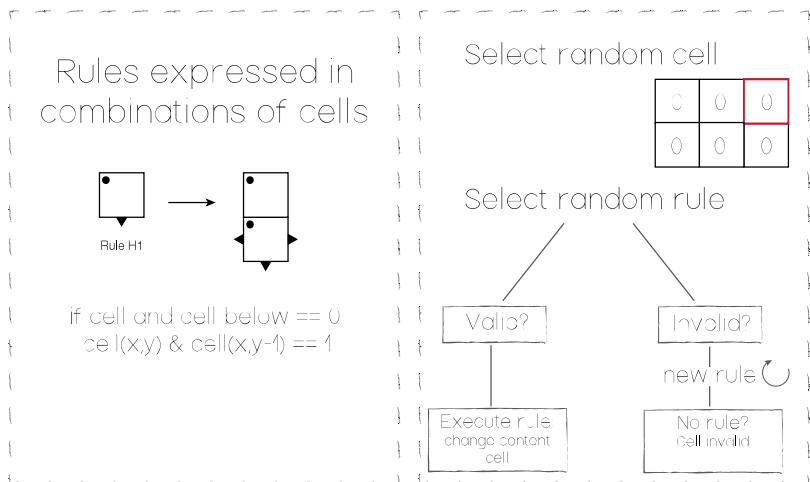 Rules expressed in
combinations of cells
Rule H1
if cell and cell below == 0
cell(x,y) & cell(x,y-1) == 1
Select random cell
0 0 0
0 0 0
Select random rule
Valid?
Invalid?
new rule
Execute rule
change content
cell
No rule?
Cell invalid